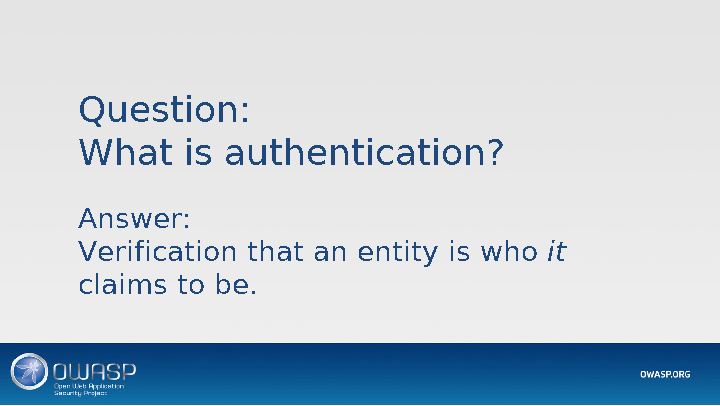 Question:
What is authentication?
Answer:
Verification that an entity is who it
claims to be.
OWASP
Open Web Application
Security Project
OWASP.ORG